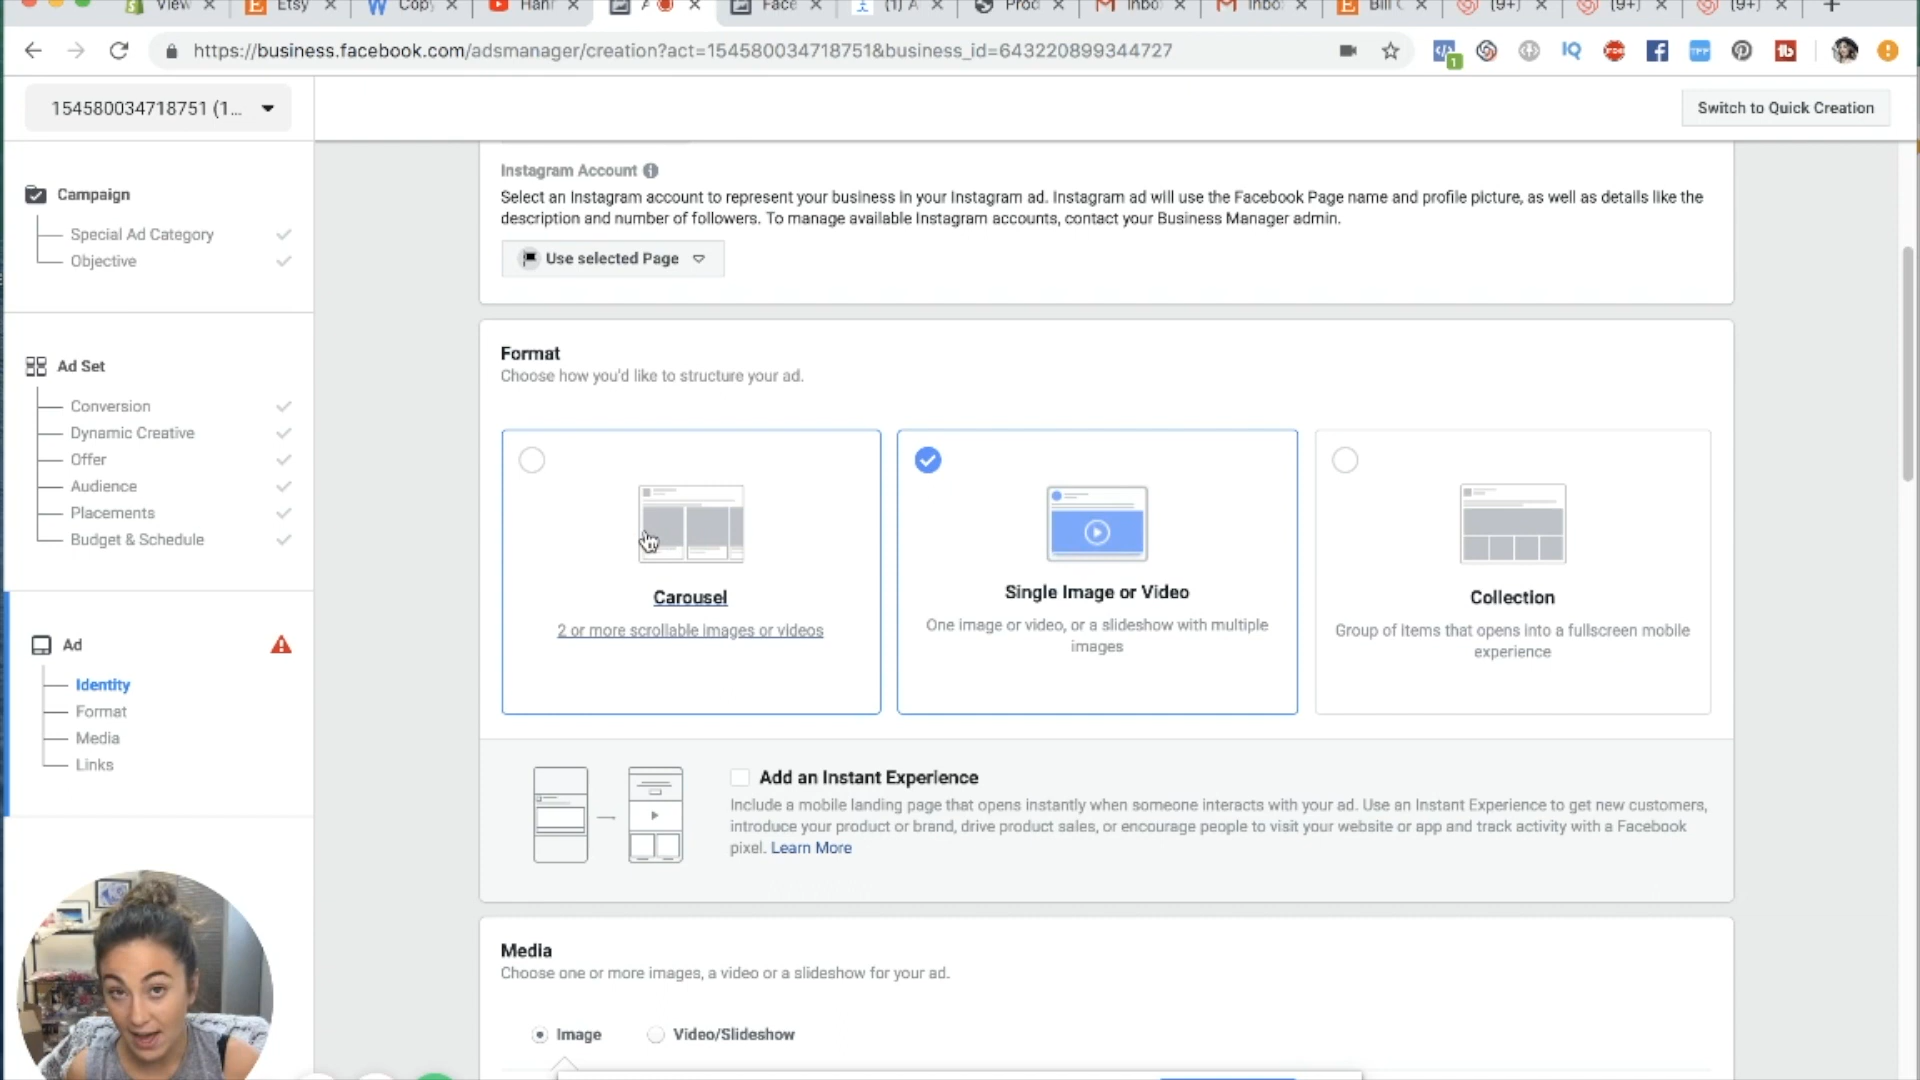 View
Etsy
Copy
Face
(1) A
Prod
Inbo
Inbo
Bill C
(9+)
(9+)
(9+)
https://business.facebook.com/adsmanager/creation?act=154580034718751&business_id=643220899344727
1
IQ
TPP
154580034718751 (1...
Switch to Quick Creation
Campaign
Special Ad Category
Objective
Ad Set
Conversion
Dynamic Creative
Offer
Audience
Placements
Budget & Schedule
Ad
Identity
Format
Media
Links
Instagram Account
Select an Instagram account to represent your business in your Instagram ad. Instagram ad will use the Facebook Page name and profile picture, as well as details like the
description and number of followers. To manage available Instagram accounts, contact your Business Manager admin.
Use selected Page
Format
Choose how you'd like to structure your ad.
Carousel
2 or more scrollable images or videos
Single Image or Video
One image or video, or a slideshow with multiple
images
Collection
Group of items that opens into a fullscreen mobile
experience
Add an Instant Experience
Include a mobile landing page that opens instantly when someone interacts with your ad. Use an Instant Experience to get new customers,
introduce your product or brand, drive product sales, or encourage people to visit your website or app and track activity with a Facebook
pixel. Learn More
Media
Choose one or more images, a video or a slideshow for your ad.
Image
Video/Slideshow